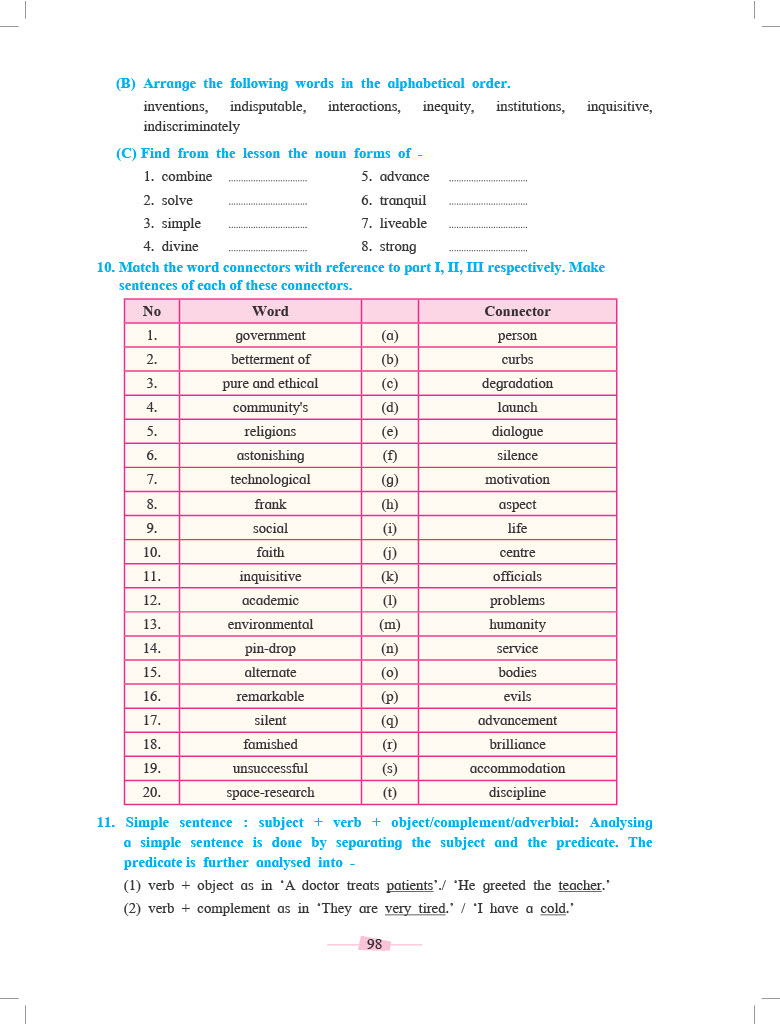 (B) Arrange the following words in the alphabetical order.
inventions, indisputable, interactions, inequity, institutions, inquisitive,
indiscriminately
(C) Find from the lesson the noun forms of -
1. combine ............................... 5. advance ...............................
2. solve ............................... 6. tranquil ...............................
3. simple ............................... 7. liveable ...............................
4. divine ............................... 8. strong ...............................
10. Match the word connectors with reference to part I, II, III respectively. Make
sentences of each of these connectors.
No Word Connector
1. government (a) person
2. betterment of (b) curbs
3. pure and ethical (c) degradation
4. community's (d) launch
5. religions (e) dialogue
6. astonishing (f) silence
7. technological (g) motivation
8. frank (h) aspect
9. social (i) life
10. faith (j) centre
11. inquisitive (k) officials
12. academic (l) problems
13. environmental (m) humanity
14. pin-drop (n) service
15. alternate (o) bodies
16. remarkable (p) evils
17. silent (q) advancement
18. famished (r) brilliance
19. unsuccessful (s) accommodation
20. space-research (t) discipline
11. Simple sentence : subject + verb + object/complement/adverbial: Analysing
a simple sentence is done by separating the subject and the predicate. The
predicate is further analysed into -
(1) verb + object as in ‘A doctor treats patients’./ ‘He greeted the teacher.’
(2) verb + complement as in ‘They are very tired.’ / ‘I have a cold.’
98